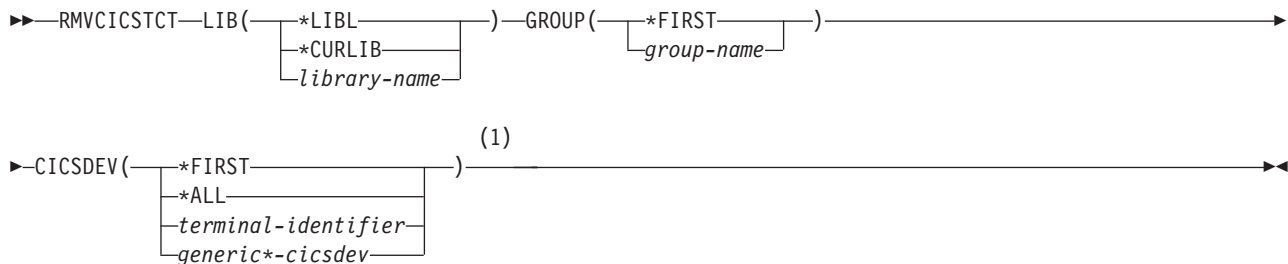 RMVCICSTCT LIB( *LIBL ) GROUP( *FIRST )
*CURLIB group-name
library-name
(1)
CICSDEV( *FIRST )
*ALL
terminal-identifier
generic*-cicsdev